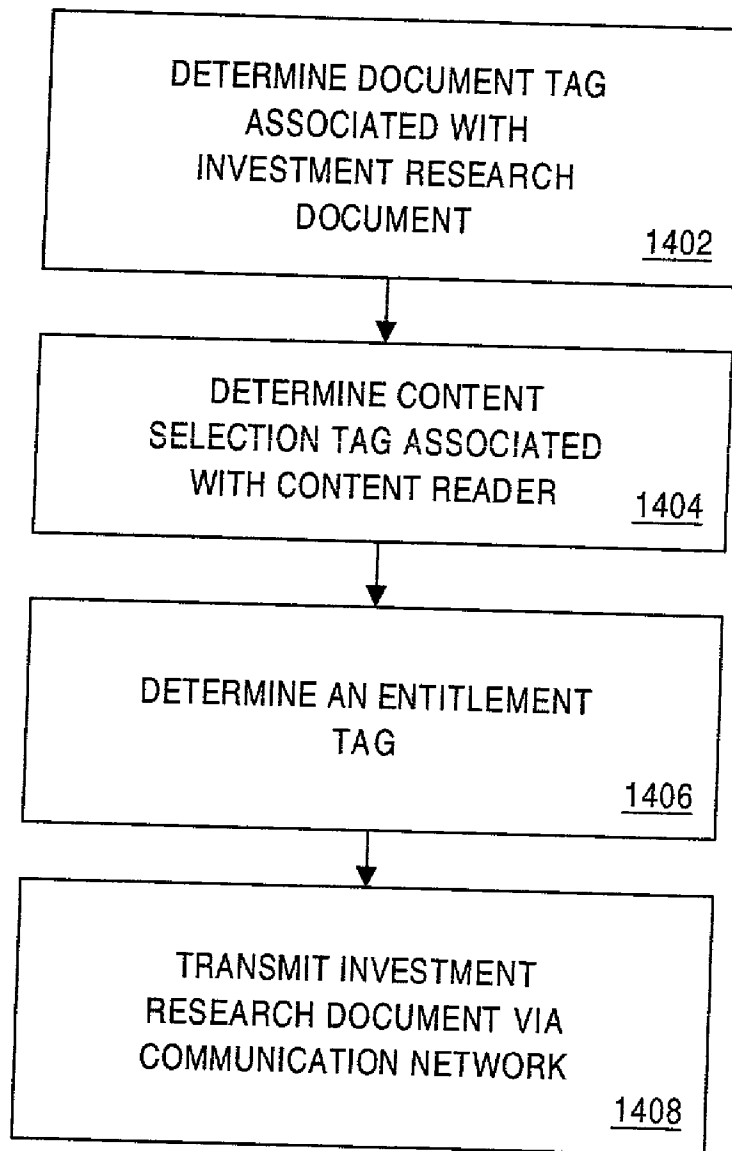 DETERMINE DOCUMENT TAG
ASSOCIATED WITH
INVESTMENT RESEARCH
DOCUMENT
1402
DETERMINE CONTENT
SELECTION TAG ASSOCIATED
WITH CONTENT READER
1404
DETERMINE AN ENTITLEMENT
TAG
1406
TRANSMIT INVESTMENT
RESEARCH DOCUMENT VIA
COMMUNICATION NETWORK
1408